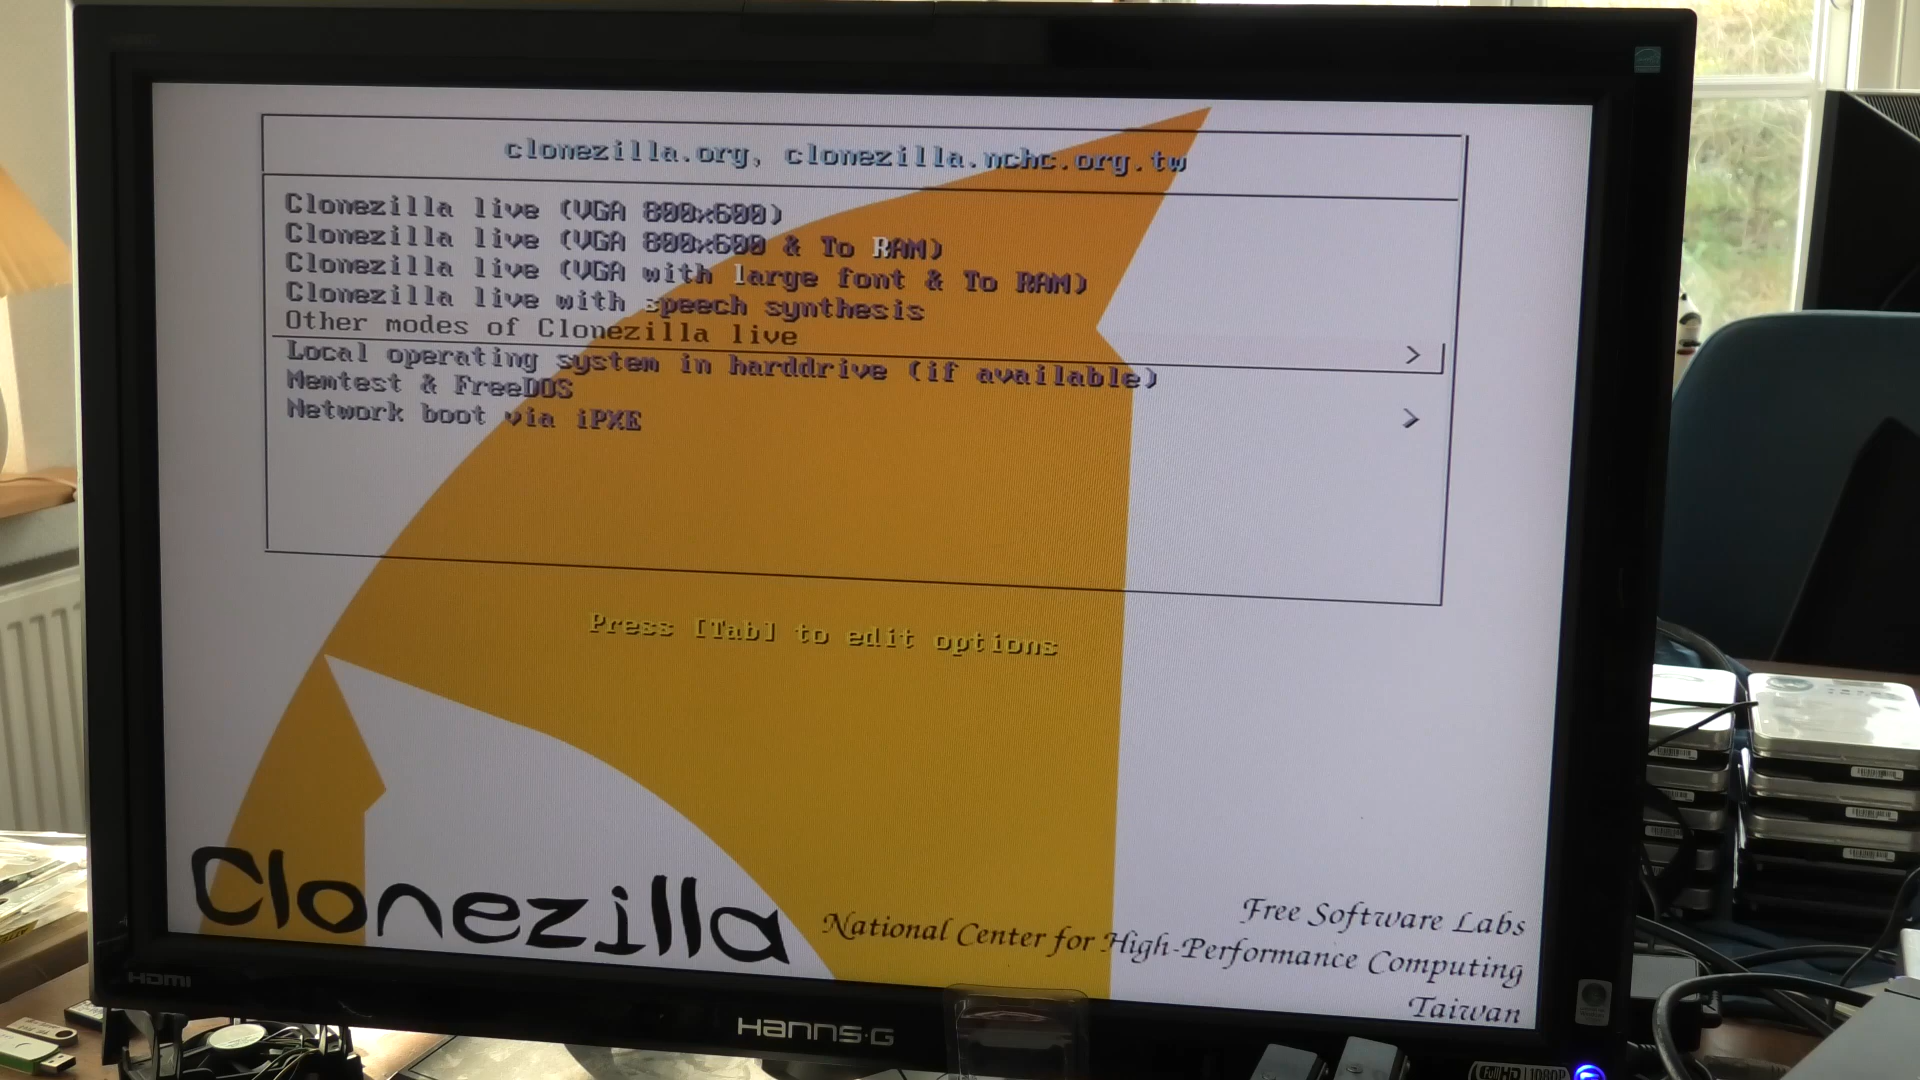 clonezilla.org, clonezilla.nchc.org.tw
Clonezilla live (VGA 800x600)
Clonezilla live (VGA 800x600 & To RAM)
Clonezilla live (VGA with large font & To RAM)
Clonezilla live with speech synthesis
Other modes of Clonezilla live >
Local operating system in harddrive (if available)
Memtest & FreeDOS >
Network boot via iPXE
Press [Tab] to edit options
Clonezilla
Free Software Labs
National Center for High-Performance Computing
Taiwan
HDMI
HANNS·G
Full HD 1080P